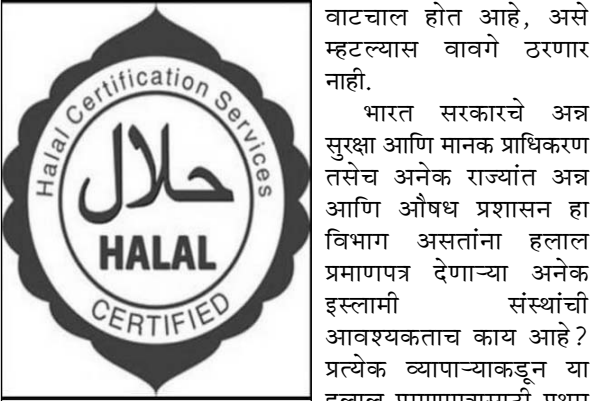 Halal Certification Services
حلال
HALAL
CERTIFIED
वाटचाल होत आहे, असे
म्हटल्यास वावगे ठरणार
नाही.
भारत सरकारचे अन्न
सुरक्षा आणि मानक प्राधिकरण
तसेच अनेक राज्यांत अन्न
आणि औषध प्रशासन हा
विभाग असतांना हलाल
प्रमाणपत्र देणाऱ्या अनेक
इस्लामी संस्थांची
आवश्यकताच काय आहे?
प्रत्येक व्यापाऱ्याकडून या